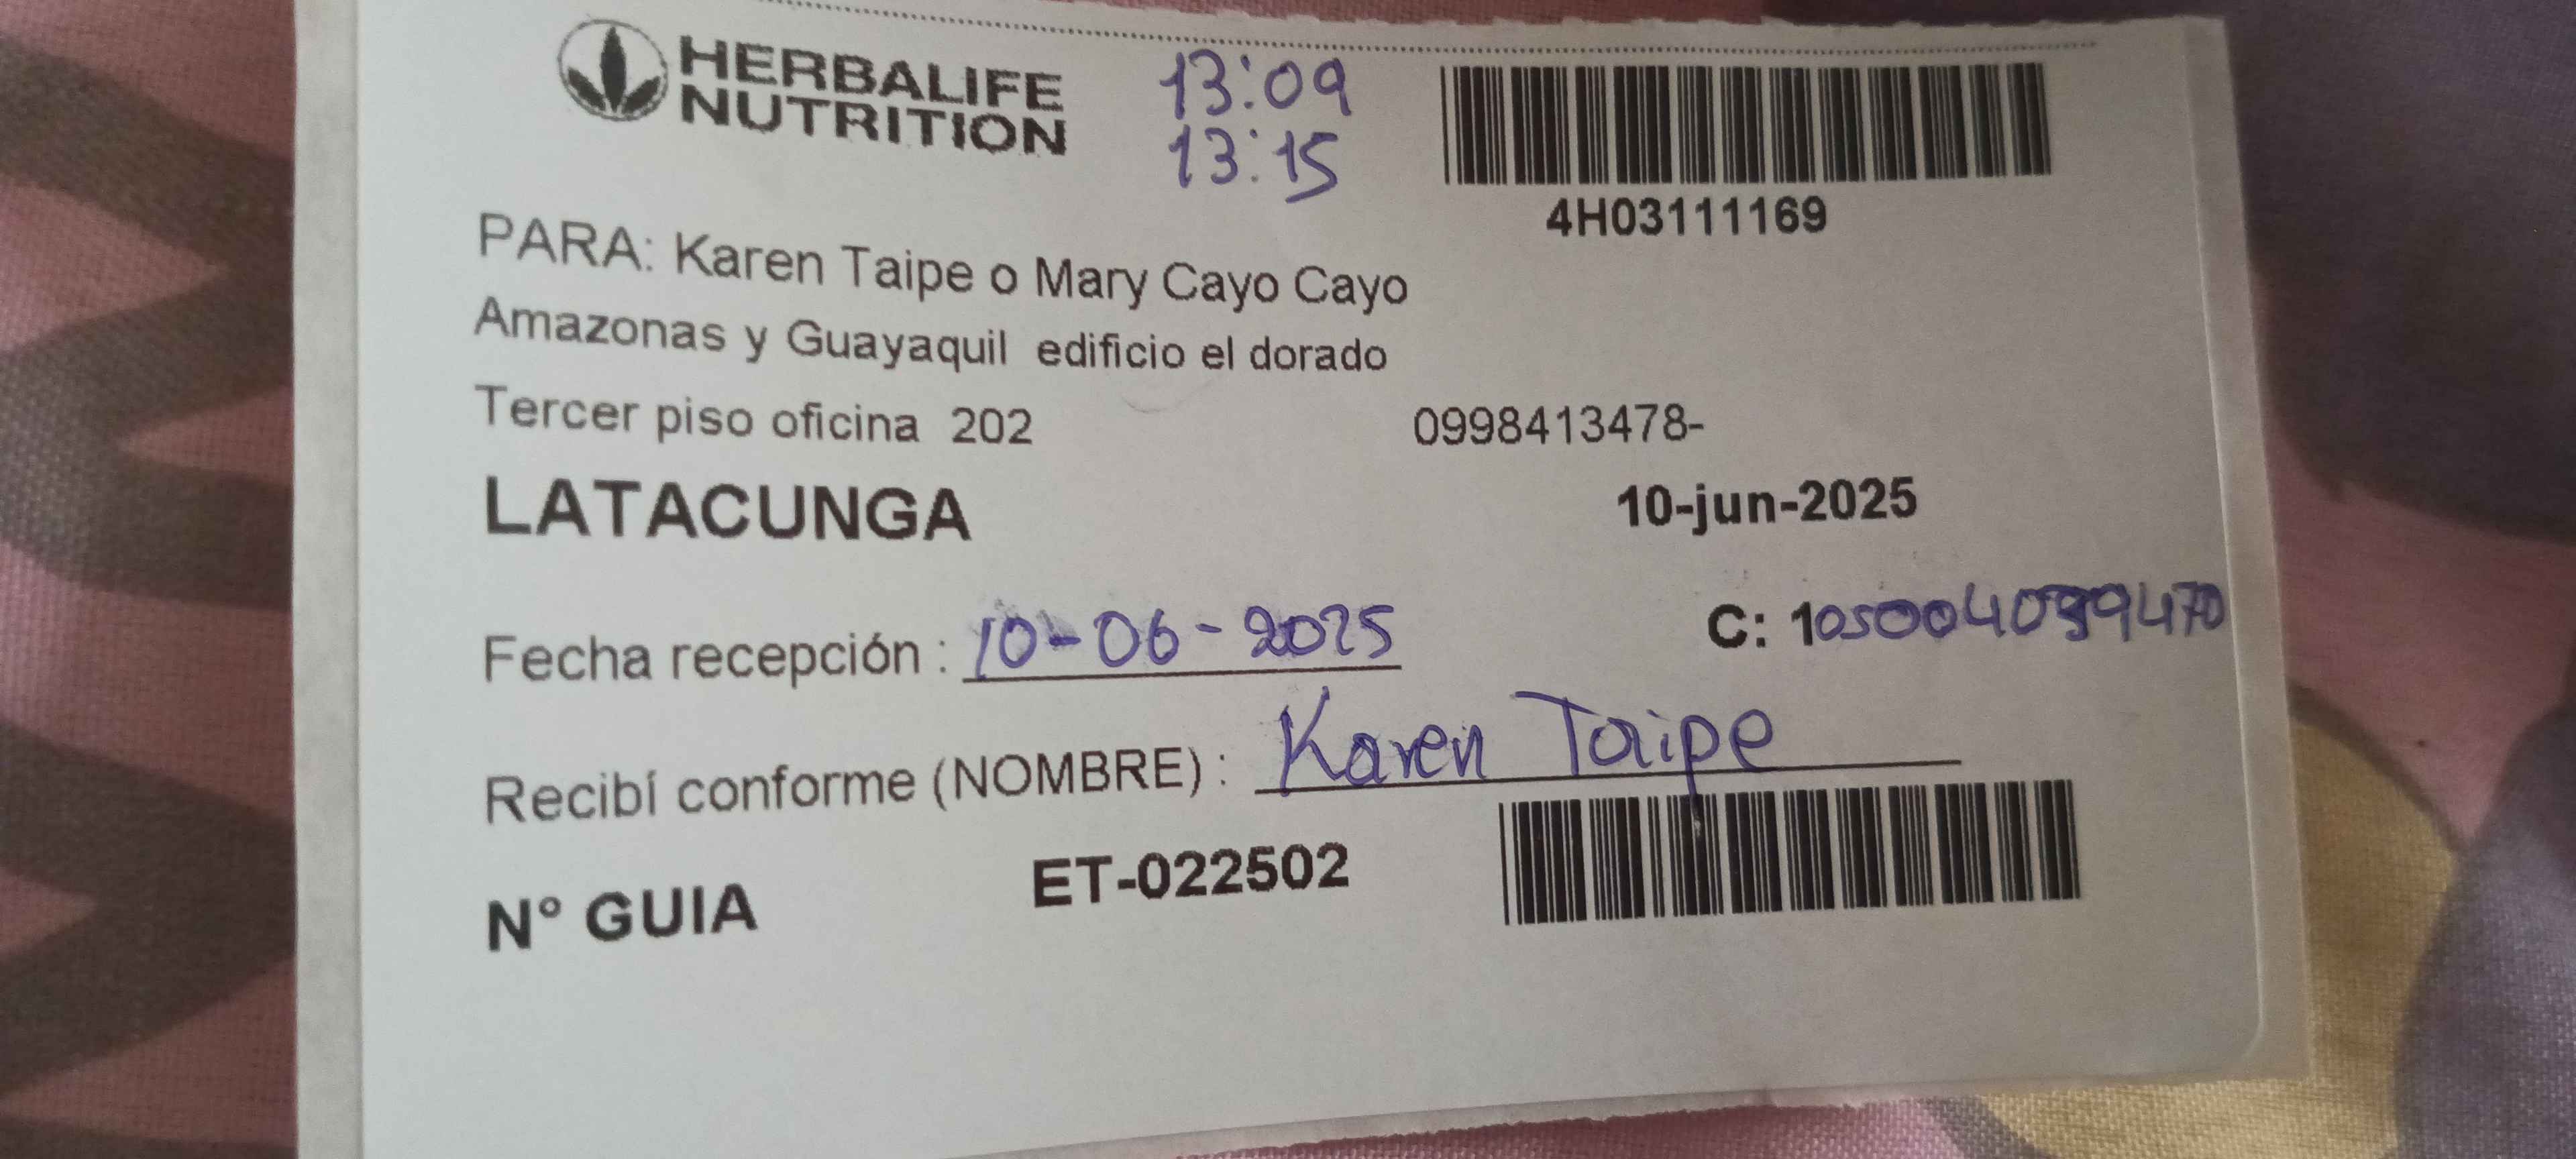 HERBALIFE
NUTRITION
13:09
13:15
4H03111169
PARA: Karen Taipe o Mary Cayo Cayo
Amazonas y Guayaquil edificio el dorado
Tercer piso oficina 202 0998413478-
LATACUNGA 10-jun-2025
Fecha recepción : 10-06-2025 C: 1
Recibí conforme (NOMBRE) : Karen Taipe
N° GUIA ET-022502